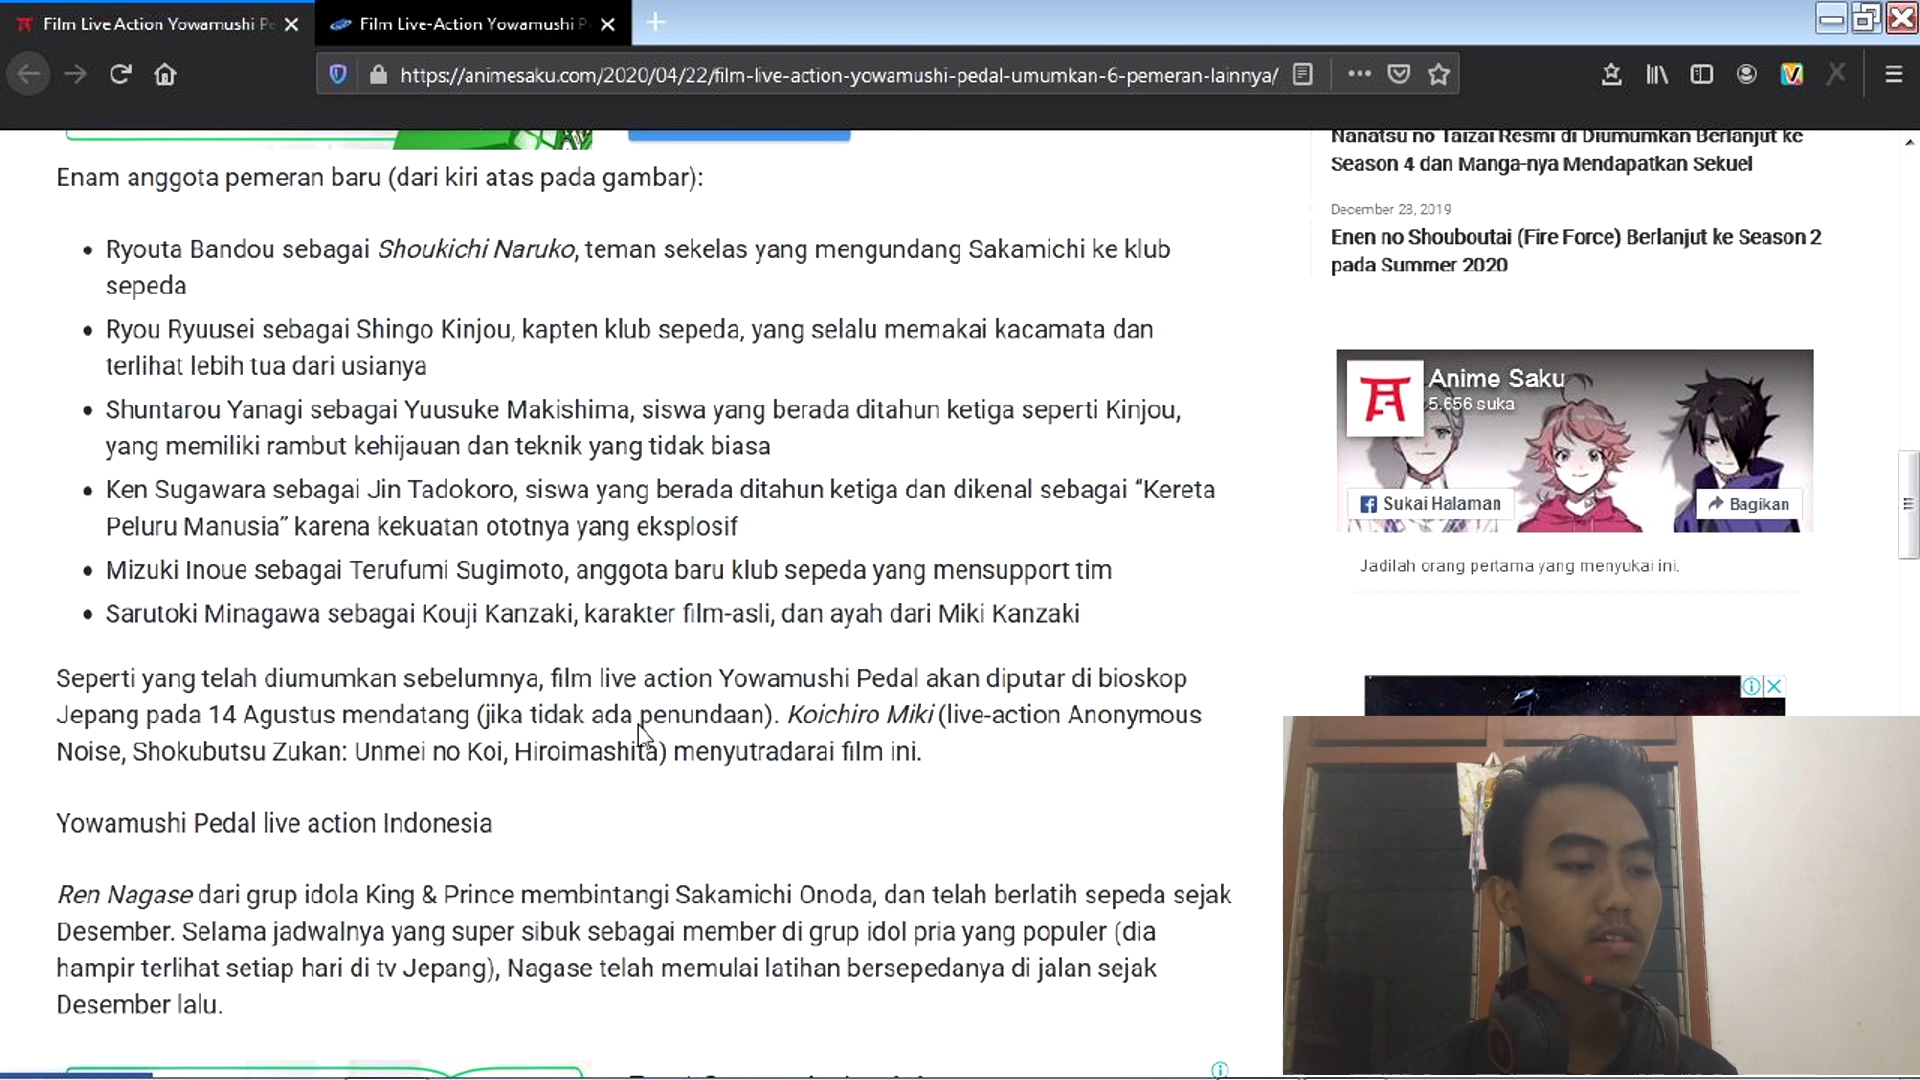 Film Live Action Yowamushi Pe
Film Live-Action Yowamushi P
https://animesaku.com/2020/04/22/film-live-action-yowamushi-pedal-umumkan-6-pemeran-lainnya/
Enam anggota pemeran baru (dari kiri atas pada gambar):
Ryouta Bandou sebagai Shoukichi Naruko, teman sekelas yang mengundang Sakamichi ke klub
sepeda
Ryou Ryuusei sebagai Shingo Kinjou, kapten klub sepeda, yang selalu memakai kacamata dan
terlihat lebih tua dari usianya
Shuntarou Yanagi sebagai Yuusuke Makishima, siswa yang berada ditahun ketiga seperti Kinjou,
yang memiliki rambut kehijauan dan teknik yang tidak biasa
Ken Sugawara sebagai Jin Tadokoro, siswa yang berada ditahun ketiga dan dikenal sebagai “Kereta
Peluru Manusia” karena kekuatan ototnya yang eksplosif
Mizuki Inoue sebagai Terufumi Sugimoto, anggota baru klub sepeda yang mensupport tim
Sarutoki Minagawa sebagai Kouji Kanzaki, karakter film-asli, dan ayah dari Miki Kanzaki
Seperti yang telah diumumkan sebelumnya, film live action Yowamushi Pedal akan diputar di bioskop
Jepang pada 14 Agustus mendatang (jika tidak ada penundaan). Koichiro Miki (live-action Anonymous
Noise, Shokubutsu Zukan: Unmei no Koi, Hiroimashita) menyutradarai film ini.
Yowamushi Pedal live action Indonesia
Ren Nagase dari grup idola King & Prince membintangi Sakamichi Onoda, dan telah berlatih sepeda sejak
Desember. Selama jadwalnya yang super sibuk sebagai member di grup idol pria yang populer (dia
hampir terlihat setiap hari di tv Jepang), Nagase telah memulai latihan bersepedanya di jalan sejak
Desember lalu.
Nanatsu no Taizai Resmi di Diumumkan Berlanjut ke
Season 4 dan Manga-nya Mendapatkan Sekuel
December 23, 2019
Enen no Shouboutai (Fire Force) Berlanjut ke Season 2
pada Summer 2020
Anime Saku
5.656 suka
Sukai Halaman
Bagikan
Jadilah orang pertama yang menyukai ini.